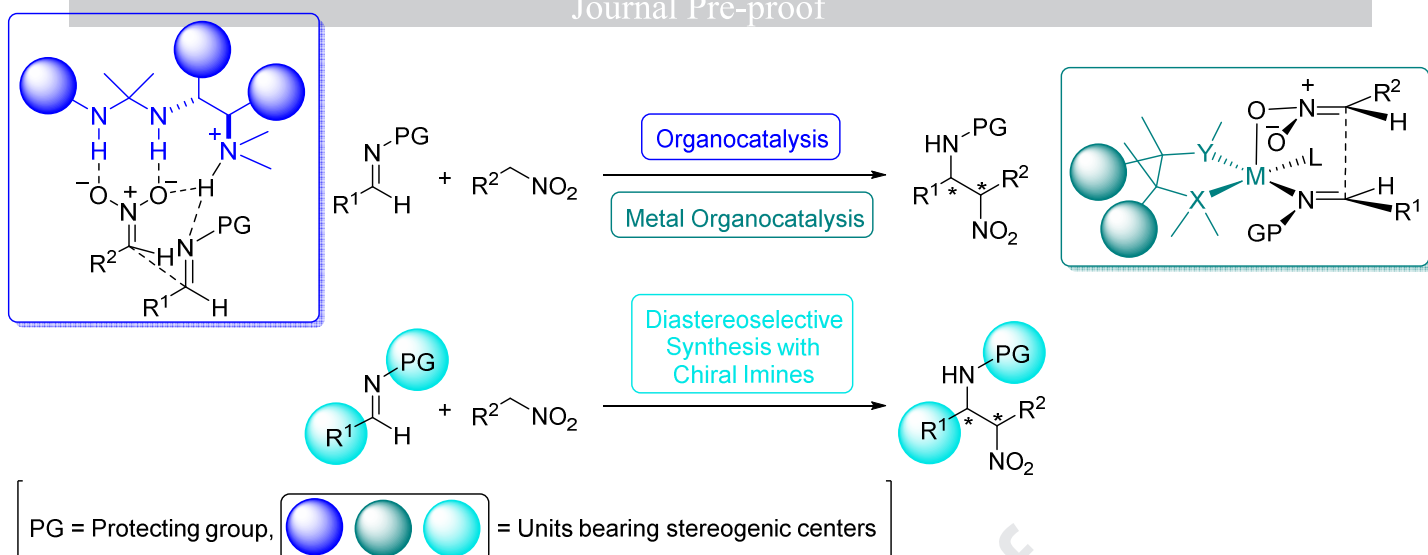 Journal Pre-proof
N
H
N
H
+
N
H
−O
+
N
O−
R2
H
N
PG
R1
H
N
PG
R1
H
+
R2
NO2
Organocatalysis
Metal Organocatalysis
HN
PG
R1
*
*
R2
NO2
O
+
N
R2
H
−
O
Y
M
L
X
N
H
R1
GP
N
PG
R1
H
+
R2
NO2
Diastereoselective
Synthesis with
Chiral Imines
HN
PG
R1
*
*
R2
NO2
PG = Protecting group,
= Units bearing stereogenic centers
c